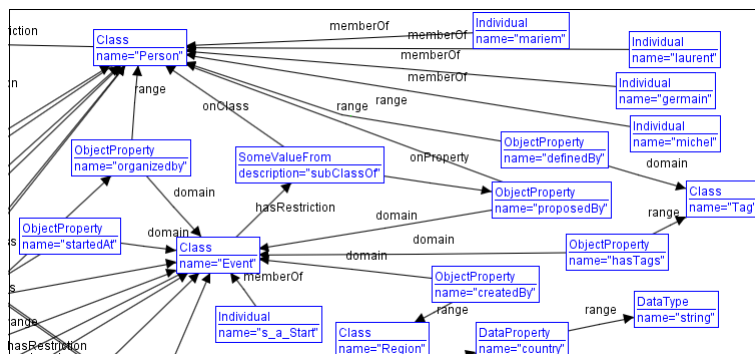 riction
Class
name="Person"
memberOf
Individual
name="mariem"
memberOf
Individual
name="laurent"
memberOf
memberOf
Individual
name="germain"
Individual
name="michel"
range
onClass
range
range
ObjectProperty
name="organizedby"
SomeValueFrom
description="subClassOf"
onProperty
ObjectProperty
name="definedBy"
domain
ObjectProperty
name="proposedBy"
Class
name="Tag"
domain
hasRestriction
ObjectProperty
name="startedAt"
domain
domain
range
Class
name="Event"
domain
domain
ObjectProperty
name="hasTags"
memberOf
ObjectProperty
name="createdBy"
range
Individual
name="s_a_Start"
range
DataType
name="string"
range
hasRestriction
Class
name="Region"
DataProperty
name="country"